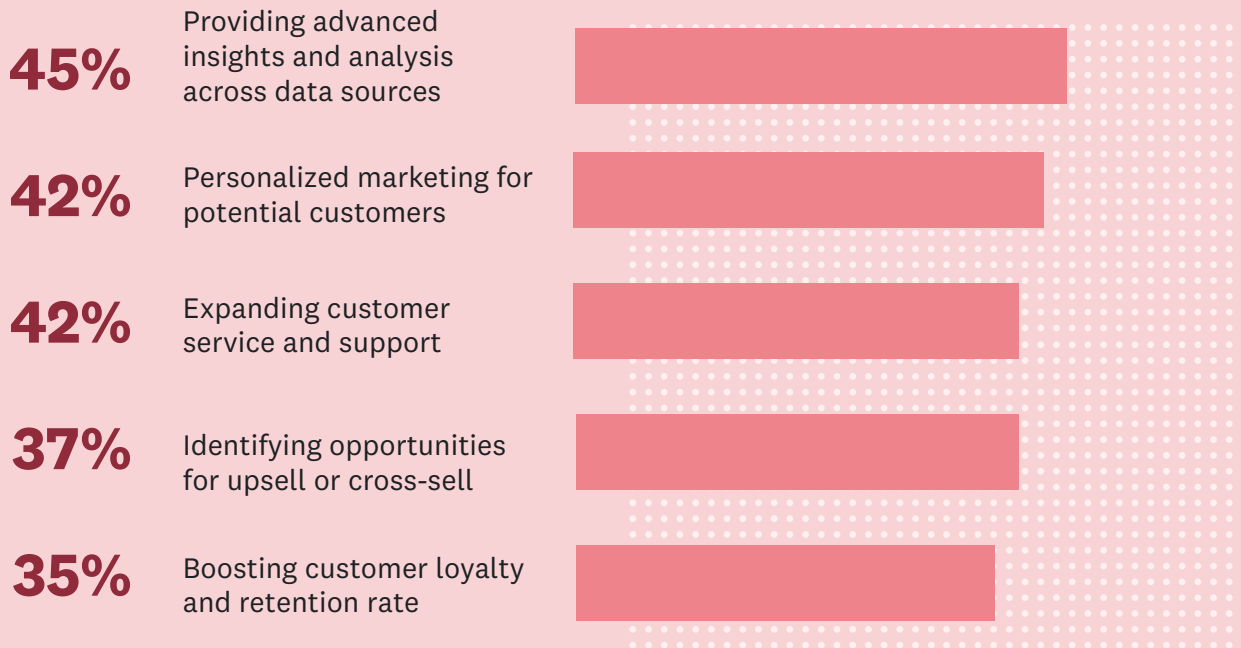 45%
Providing advanced
insights and analysis
across data sources
42%
Personalized marketing for
potential customers
42%
Expanding customer
service and support
37%
Identifying opportunities
for upsell or cross-sell
35%
Boosting customer loyalty
and retention rate